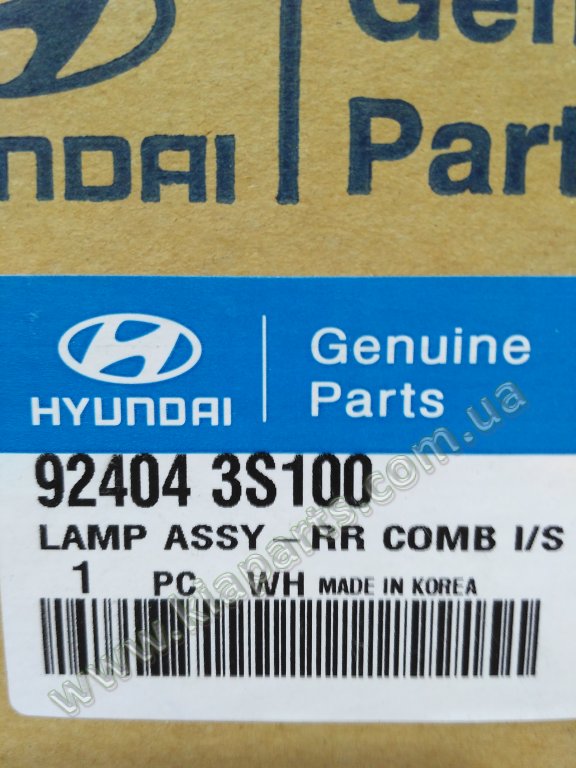 Gen
NDAI Part
HYUNDAI
Genuine
Parts
92404 3S100
LAMP ASSY-RR COMB I/S
1 PC WH MADE IN KOREA
www.kiaparts.com.ua